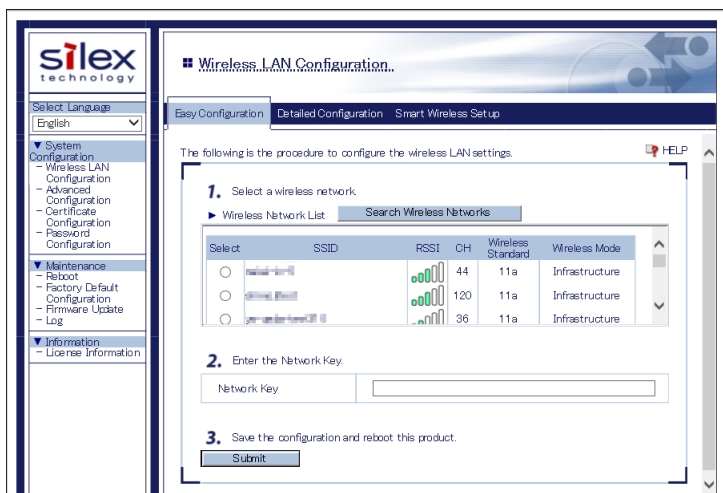 silex
technology
Select Language
English
▼ System
Configuration
– Wireless LAN
Configuration
– Advanced
Configuration
– Certificate
Configuration
– Password
Configuration
▼ Maintenance
– Reboot
– Factory Default
Configuration
– Firmware Update
– Log
▼ Information
– License Information
Wireless LAN Configuration
Easy Configuration Detailed Configuration Smart Wireless Setup
The following is the procedure to configure the wireless LAN settings.
HELP
1. Select a wireless network.
► Wireless Network List Search Wireless Networks
Select SSID RSSI CH Wireless Standard Wireless Mode
44 11a Infrastructure
120 11a Infrastructure
36 11a Infrastructure
2. Enter the Network Key.
Network Key
3. Save the configuration and reboot this product.
Submit